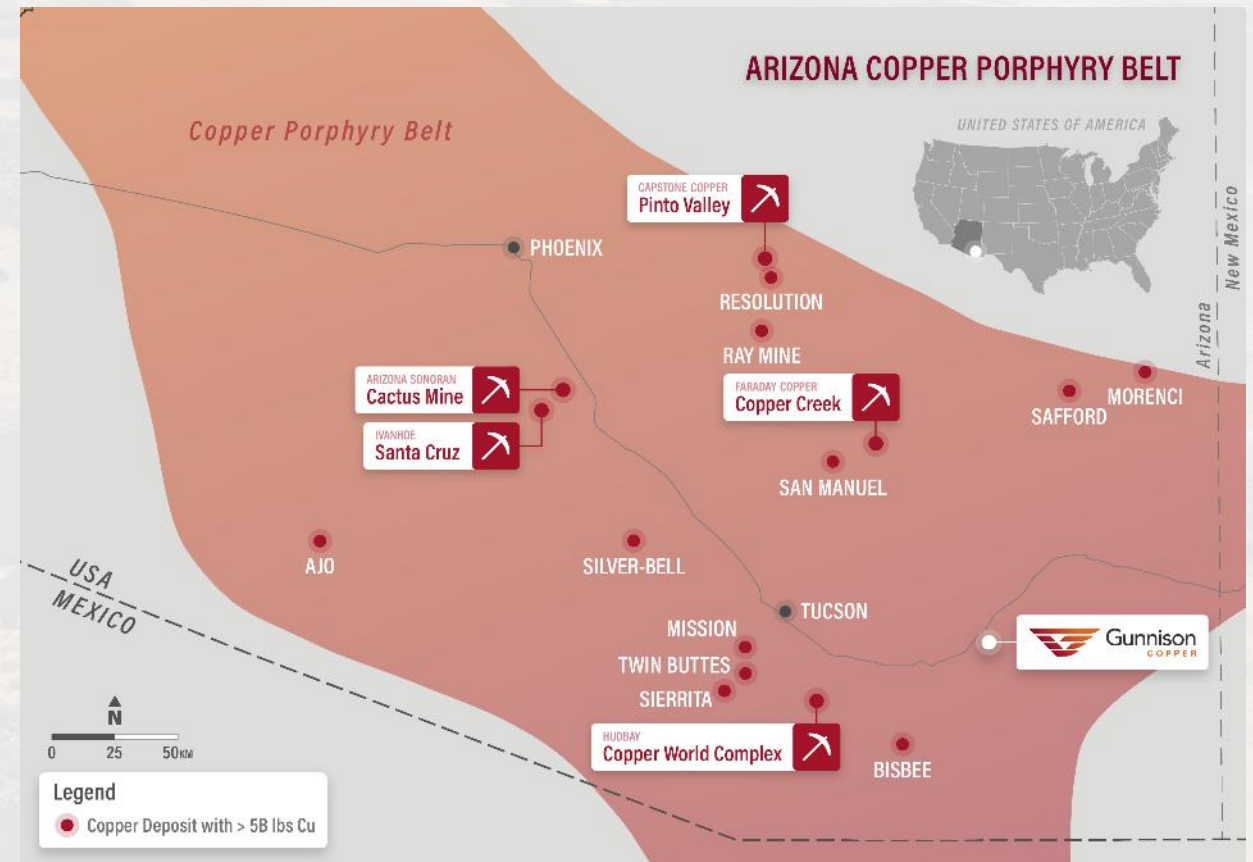 ARIZONA COPPER PORPHYRY BELT
Copper Porphyry Belt
UNITED STATES OF AMERICA
New Mexico
Arizona
CAPSTONE COPPER
Pinto Valley
PHOENIX
RESOLUTION
RAY MINE
ARIZONA SONORAN
Cactus Mine
FARADAY COPPER
Copper Creek
MORENCI
SAFFORD
IVANHOE
Santa Cruz
SAN MANUEL
AJO
SILVER-BELL
USA
MEXICO
TUCSON
MISSION
Gunnison
COPPER
TWIN BUTTES
SIERRITA
N
0 25 50KM
HUDBAY
Copper World Complex
BISBEE
Legend
Copper Deposit with > 5B lbs Cu